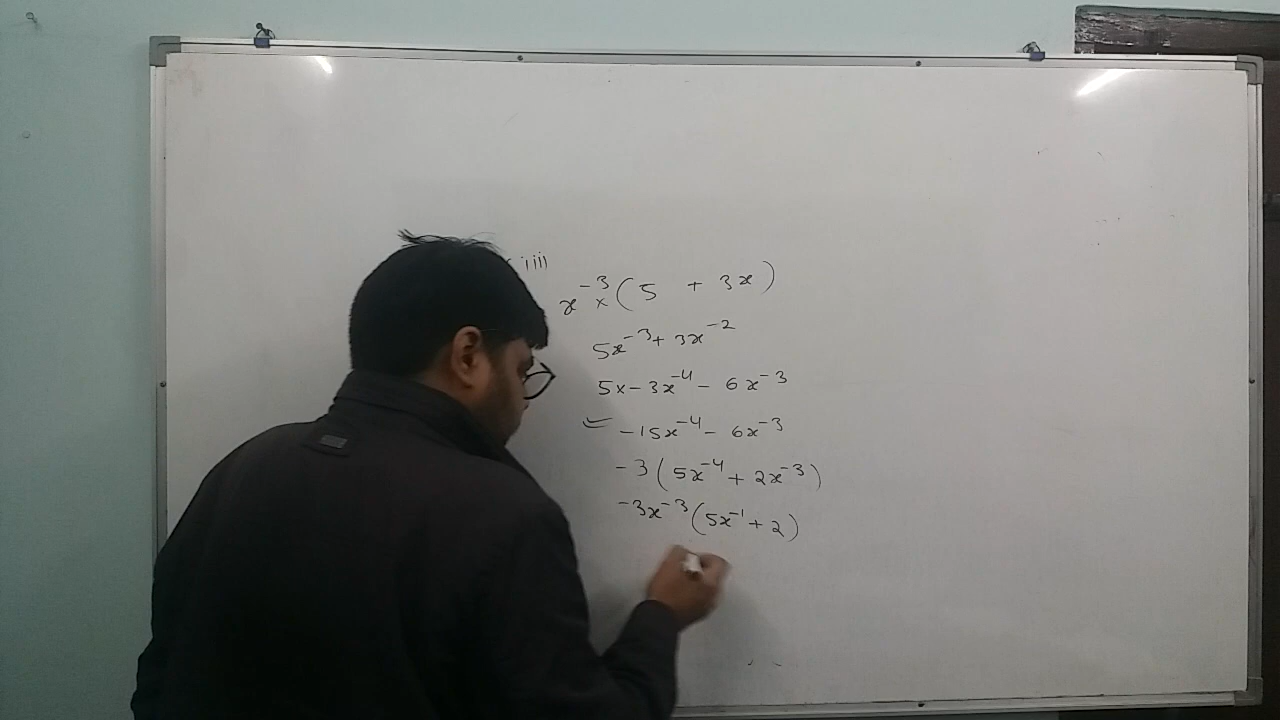 iii)
x⁻³ × (5 + 3x)
5x⁻³ + 3x⁻²
5x - 3x⁻⁴ - 6x⁻³
= -15x⁻⁴ - 6x⁻³
-3(5x⁻⁴ + 2x⁻³)
-3x⁻³(5x⁻¹ + 2)